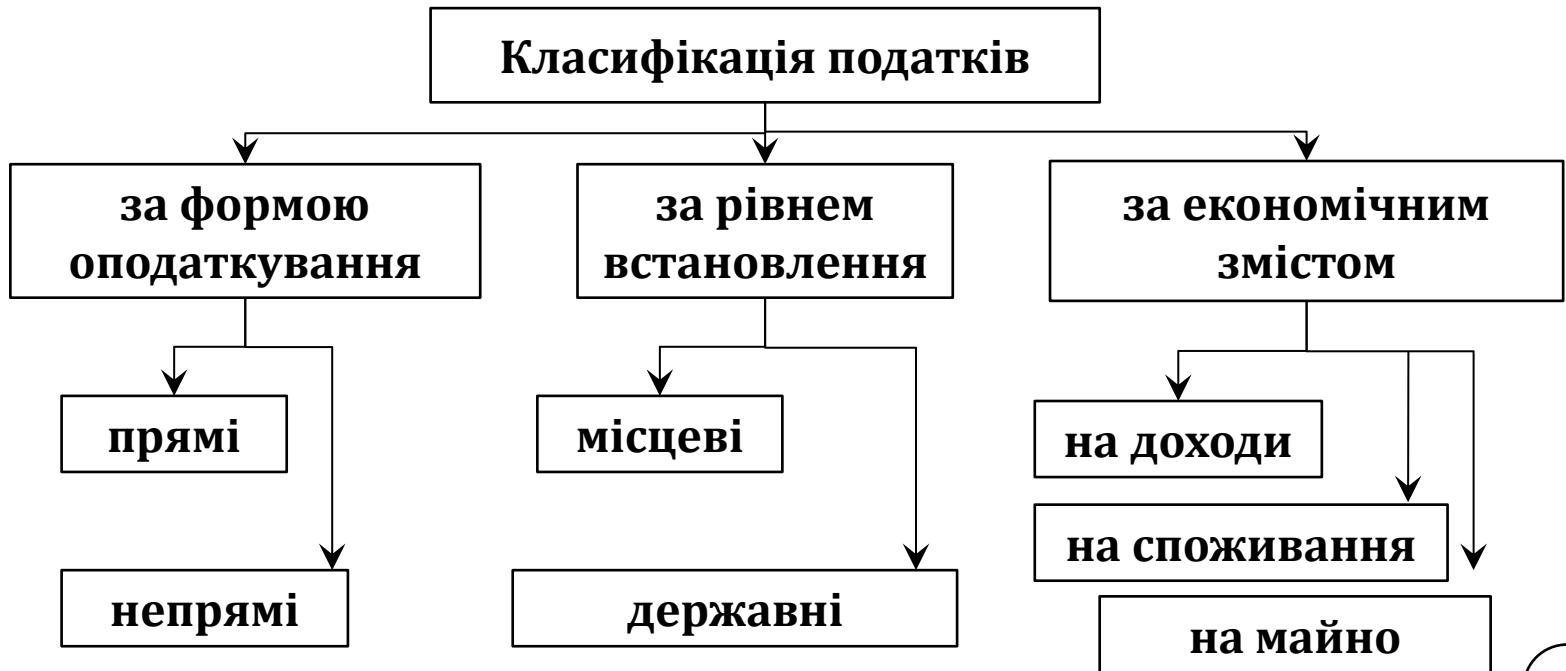 Класифікація податків
за формою
оподаткування
за рівнем
встановлення
за економічним
змістом
прямі
місцеві
на доходи
на споживання
непрямі
державні
на майно